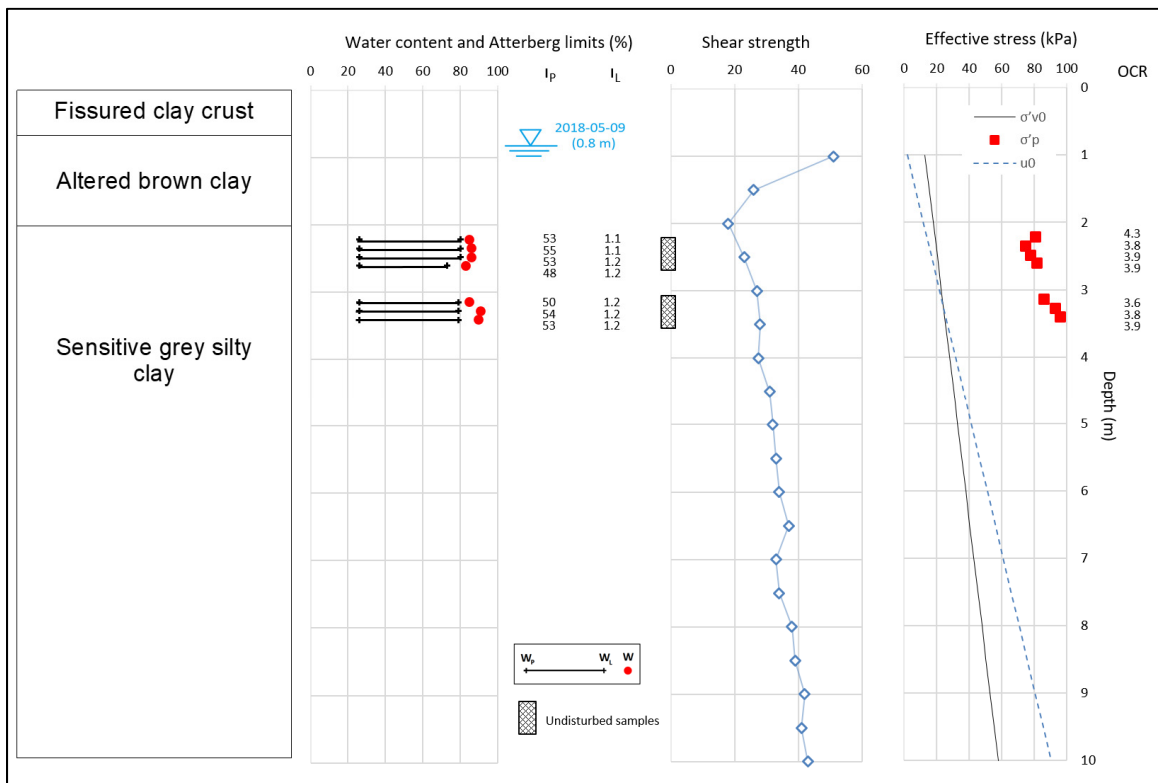 Water content and Atterberg limits (%)
Shear strength
Effective stress (kPa)
0 20 40 60 80 100
IP IL
0 20 40 60
0 20 40 60 80 100
OCR
0
Fissured clay crust
2018-05-09
(0.8 m)
σ'v0
σ'p
u0
1
Altered brown clay
2
53 1.1 4.3
55 1.1 3.8
53 1.2 3.9
48 1.2 3.9
3
50 1.2 3.6
54 1.2 3.8
53 1.2 3.9
Sensitive grey silty
clay
4
Depth (m)
5
6
7
8
WP WL W
Undisturbed samples
9
10